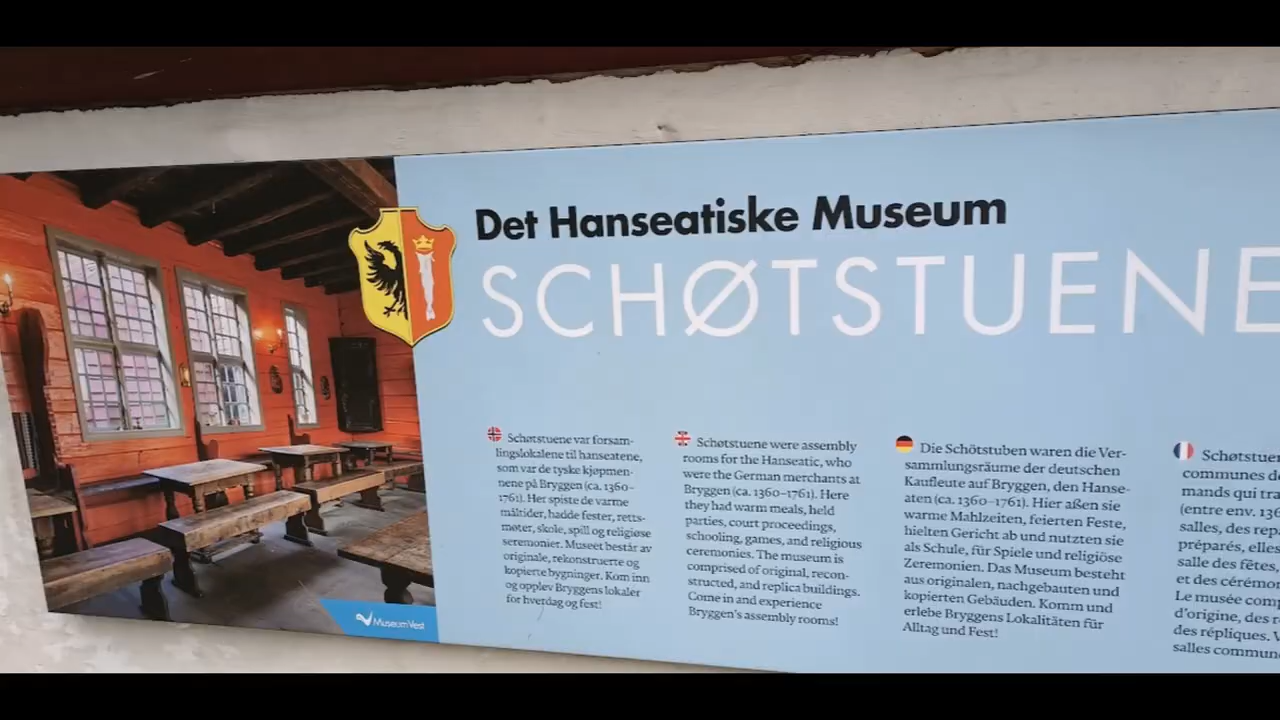 Det Hanseatiske Museum
SCHØTSTUENE
Schøtstuene var forsam-
lingslokalene til hanseatene,
som var de tyske kjøpmen-
nene på Bryggen (ca. 1360–
1761). Her spiste de varme
måltider, hadde fester, retts-
møter, skole, spill og religiøse
seremonier. Museet består av
originale, rekonstruerte og
kopierte bygninger. Kom inn
og opplev Bryggens lokaler
for hverdag og fest!
Schøtstuene were assembly
rooms for the Hanseatic, who
were the German merchants at
Bryggen (ca. 1360–1761). Here
they had warm meals, held
parties, court proceedings,
schooling, games, and religious
ceremonies. The museum is
comprised of original, recon-
structed, and replica buildings.
Come in and experience
Bryggen's assembly rooms!
Die Schötstuben waren die Ver-
sammlungsräume der deutschen
Kaufleute auf Bryggen, den Hanse-
aten (ca. 1360–1761). Hier aßen sie
warme Mahlzeiten, feierten Feste,
hielten Gericht ab und nutzten sie
als Schule, für Spiele und religiöse
Zeremonien. Das Museum besteht
aus originalen, nachgebauten und
kopierten Gebäuden. Komm und
erlebe Bryggens Lokalitäten für
Alltag und Fest!
Schøtstuen
communes d
mands qui tra
(entre env. 136
salles, des rep
préparés, elles
salle des fêtes,
et des cérémo
Le musée comp
d'origine, des r
des répliques. V
salles commun
MuseumVest